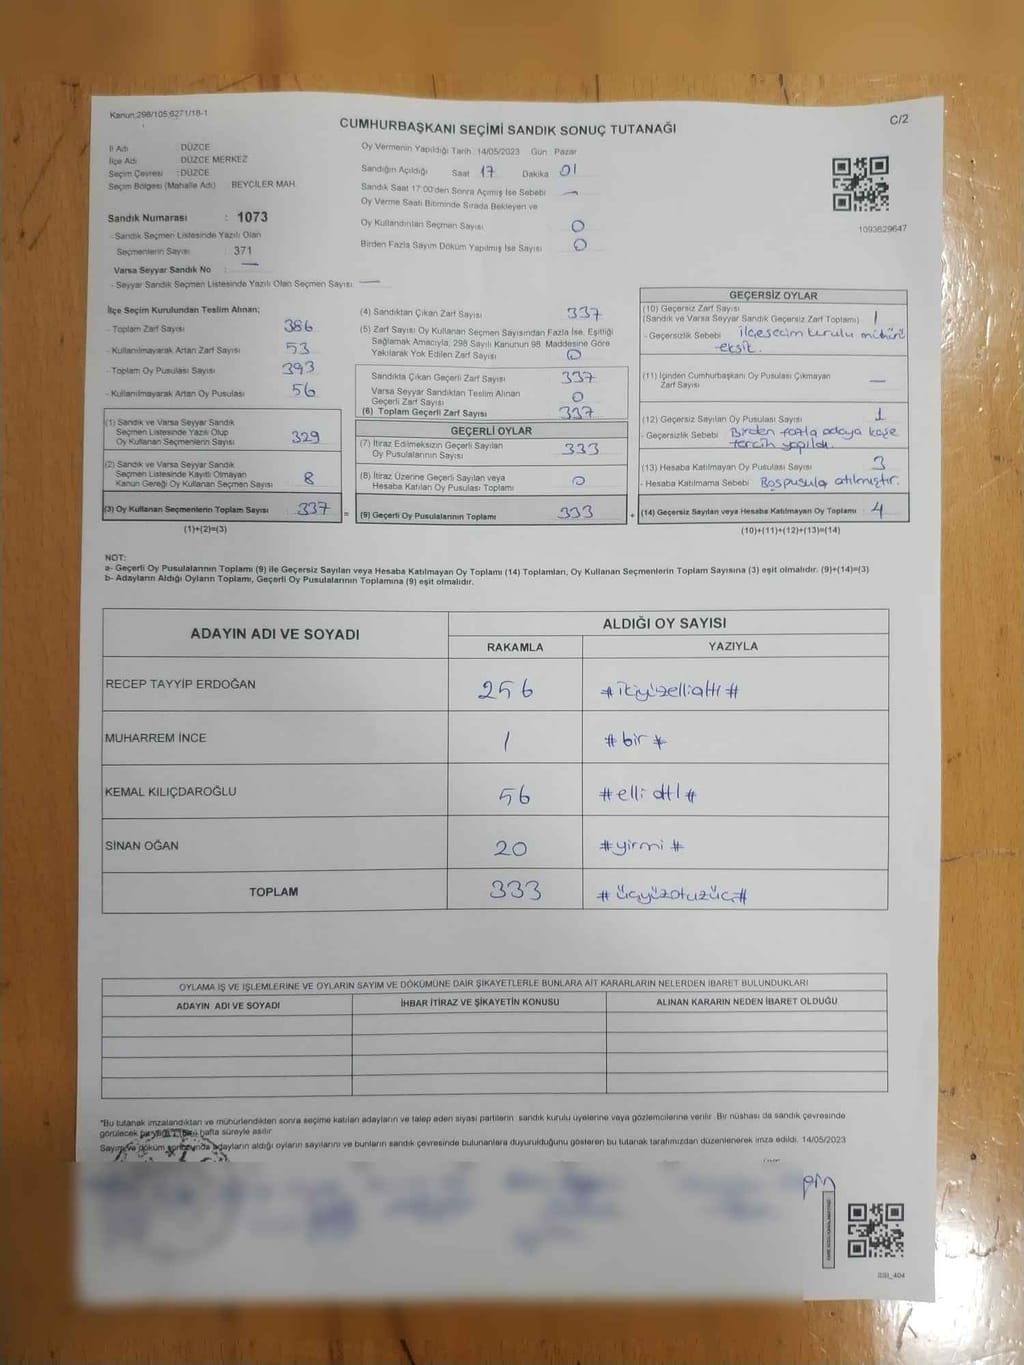 Kanun:298/105;6271/18-1
C/2
CUMHURBAŞKANI SEÇİMİ SANDIK SONUÇ TUTANAĞI
İl Adı DÜZCE
İlçe Adı DÜZCE MERKEZ
Seçim Çevresi : DÜZCE
Seçim Bölgesi (Mahalle Adı) BEYCİLER MAH.
Sandık Numarası : 1073
- Sandık Seçmen Listesinde Yazılı Olan
Seçmenlerin Sayısı : 371
Varsa Seyyar Sandık No : —
- Seyyar Sandık Seçmen Listesinde Yazılı Olan Seçmen Sayısı: —
Oy Vermenin Yapıldığı Tarih: 14/05/2023 Gün: Pazar
Sandığın Açıldığı Saat 17 Dakika 01
Sandık Saat 17:00'den Sonra Açımış İse Sebebi —
Oy Verme Saati Bitiminde Sırada Bekleyen ve
Oy Kullandırılan Seçmen Sayısı 0
Birden Fazla Sayım Döküm Yapılmış İse Sayısı 0
1093629647
İlçe Seçim Kurulundan Teslim Alınan;
- Toplam Zarf Sayısı 386
- Kullanılmayarak Artan Zarf Sayısı 53
- Toplam Oy Pusulası Sayısı 393
- Kullanılmayarak Artan Oy Pusulası 56
(1) Sandık ve Varsa Seyyar Sandık
Seçmen Listesinde Yazılı Olup
Oy Kullanan Seçmenlerin Sayısı 329
(2) Sandık ve Varsa Seyyar Sandık
Seçmen Listesinde Kayıtlı Olmayan
Kanun Gereği Oy Kullanan Seçmen Sayısı 8
(3) Oy Kullanan Seçmenlerin Toplam Sayısı 337 =
(1)+(2)=(3)
(4) Sandıktan Çıkan Zarf Sayısı 337
(5) Zarf Sayısı Oy Kullanan Seçmen Sayısından Fazla İse, Eşitliği
Sağlamak Amacıyla, 298 Sayılı Kanunun 98. Maddesine Göre
Yakılarak Yok Edilen Zarf Sayısı 0
Sandıkta Çıkan Geçerli Zarf Sayısı 337
Varsa Seyyar Sandıktan Teslim Alınan
Geçerli Zarf Sayısı 0
(6) Toplam Geçerli Zarf Sayısı 337
GEÇERLİ OYLAR
(7) İtiraz Edilmeksizin Geçerli Sayılan
Oy Pusulalarının Sayısı 333
(8) İtiraz Üzerine Geçerli Sayılan veya
Hesaba Katılan Oy Pusulası Toplamı 0
(9) Geçerli Oy Pusulalarının Toplamı 333 +
GEÇERSİZ OYLAR
(10) Geçersiz Zarf Sayısı
(Sandık ve Varsa Seyyar Sandık Geçersiz Zarf Toplamı) 1
- Geçersizlik Sebebi ilçesecim kurulu mührü
eksik.
(11) İçinden Cumhurbaşkanı Oy Pusulası Çıkmayan
Zarf Sayısı —
(12) Geçersiz Sayılan Oy Pusulası Sayısı 1
- Geçersizlik Sebebi Birden fazla adaya kaşe
tercih yapıldı.
(13) Hesaba Katılmayan Oy Pusulası Sayısı 3
- Hesaba Katılmama Sebebi Boş pusula atılmıştır.
(14) Geçersiz Sayılan veya Hesaba Katılmayan Oy Toplamı 4
(10)+(11)+(12)+(13)=(14)
NOT:
a- Geçerli Oy Pusulalarının Toplamı (9) ile Geçersiz Sayılan veya Hesaba Katılmayan Oy Toplamı (14) Toplamları, Oy Kullanan Seçmenlerin Toplam Sayısına (3) eşit olmalıdır. (9)+(14)=(3)
b- Adayların Aldığı Oyların Toplamı, Geçerli Oy Pusulalarının Toplamına (9) eşit olmalıdır.
ADAYIN ADI VE SOYADI ALDIĞI OY SAYISI
RAKAMLA YAZIYLA
RECEP TAYYİP ERDOĞAN 256 #ikiyüzellialtı#
MUHARREM İNCE 1 #bir#
KEMAL KILIÇDAROĞLU 56 #elli altı#
SİNAN OĞAN 20 #yirmi#
TOPLAM 333 #üçyüzotuzüç#
OYLAMA İŞ VE İŞLEMLERİNE VE OYLARIN SAYIM VE DÖKÜMÜNE DAİR ŞİKAYETLERLE BUNLARA AİT KARARLARIN NELERDEN İBARET BULUNDUKLARI
ADAYIN ADI VE SOYADI İHBAR İTİRAZ VE ŞİKAYETİN KONUSU ALINAN KARARIN NEDEN İBARET OLDUĞU
*Bu tutanak imzalandıktan ve mühürlendikten sonra seçime katılan adayların ve talep eden siyasi partilerin sandık kurulu üyelerine veya gözlemcilerine verilir. Bir nüshası da sandık çevresinde
görülecek hafta süreyle asılır.
Sayım ve döküm sonucunda adayların aldığı oyların sayılarını ve bunların sandık çevresinde bulunanlara duyurulduğunu gösteren bu tutanak tarafımızdan düzenlenerek imza edildi. 14/05/2023
SSI_404